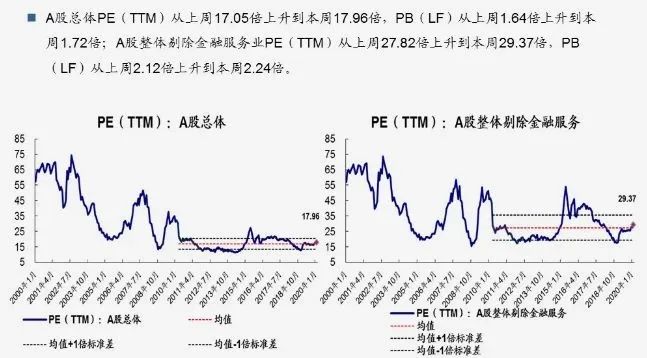 A股总体PE（TTM）从上周17.05倍上升到本周17.96倍，PB（LF）从上周1.64倍上升到本
周1.72倍；A股整体剔除金融服务业PE（TTM）从上周27.82倍上升到本周29.37倍，PB
（LF）从上周2.12倍上升到本周2.24倍。
PE（TTM）：A股总体
85
75
65
55
45
35
25
15
5
17.96
2000年1月
2001年4月
2002年7月
2003年10月
2005年1月
2006年4月
2007年7月
2008年10月
2010年1月
2011年4月
2012年7月
2013年10月
2015年1月
2016年4月
2017年7月
2018年10月
2020年1月
PE（TTM）：A股总体
均值
均值+1倍标准差
均值-1倍标准差
PE（TTM）：A股整体剔除金融服务
85
75
65
55
45
35
25
15
5
29.37
2000年1月
2001年4月
2002年7月
2003年10月
2005年1月
2006年4月
2007年7月
2008年10月
2010年1月
2011年4月
2012年7月
2013年10月
2015年1月
2016年4月
2017年7月
2018年10月
2020年1月
PE（TTM）：A股整体剔除金融服务
均值
均值+1倍标准差
均值-1倍标准差